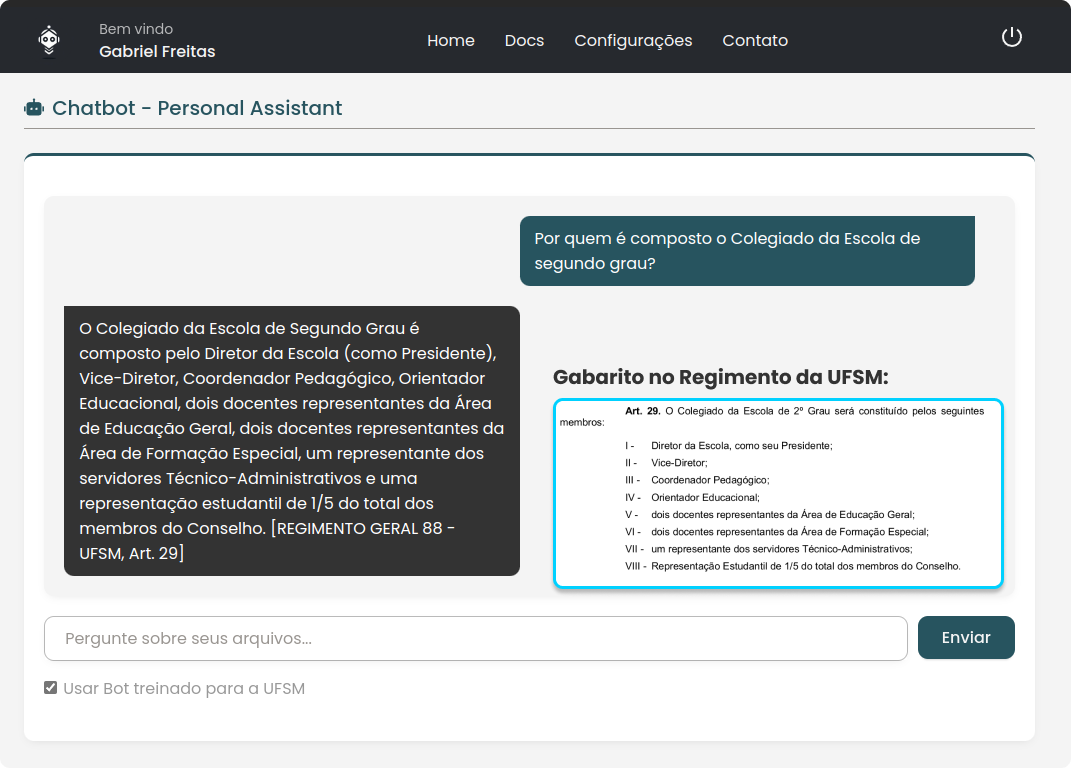 Bem vindo
Gabriel Freitas
Home Docs Configurações Contato
Chatbot - Personal Assistant
Por quem é composto o Colegiado da Escola de
segundo grau?
O Colegiado da Escola de Segundo Grau é
composto pelo Diretor da Escola (como Presidente),
Vice-Diretor, Coordenador Pedagógico, Orientador
Educacional, dois docentes representantes da Área
de Educação Geral, dois docentes representantes da
Área de Formação Especial, um representante dos
servidores Técnico-Administrativos e uma
representação estudantil de 1/5 do total dos
membros do Conselho. [REGIMENTO GERAL 88 -
UFSM, Art. 29]
Gabarito no Regimento da UFSM:
Art. 29. O Colegiado da Escola de 2º Grau será constituído pelos seguintes
membros:
I - Diretor da Escola, como seu Presidente;
II - Vice-Diretor;
III - Coordenador Pedagógico;
IV - Orientador Educacional;
V - dois docentes representantes da Área de Educação Geral;
VI - dois docentes representantes da Área de Formação Especial;
VII - um representante dos servidores Técnico-Administrativos;
VIII - Representação Estudantil de 1/5 do total dos membros do Conselho.
Pergunte sobre seus arquivos...
Enviar
Usar Bot treinado para a UFSM